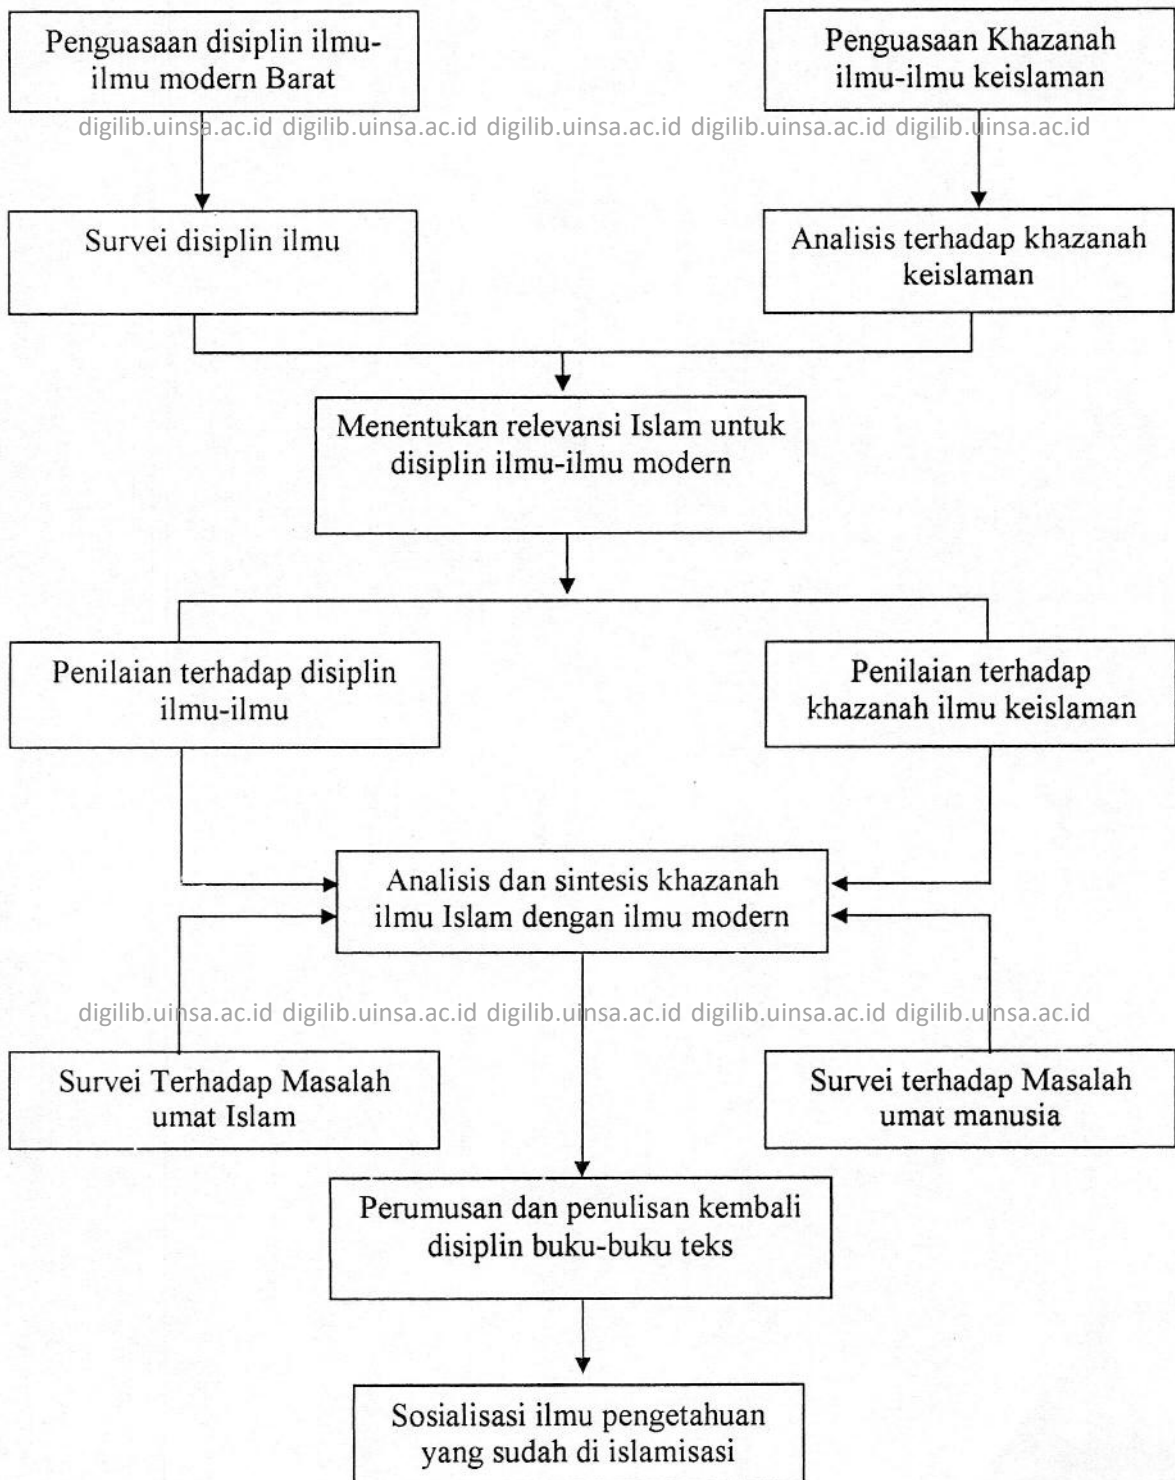 Penguasaan disiplin ilmu-
ilmu modern Barat
Penguasaan Khazanah
ilmu-ilmu keislaman
digilib.uinsa.ac.id digilib.uinsa.ac.id digilib.uinsa.ac.id digilib.uinsa.ac.id digilib.uinsa.ac.id
Survei disiplin ilmu
Analisis terhadap khazanah
keislaman
Menentukan relevansi Islam untuk
disiplin ilmu-ilmu modern
Penilaian terhadap disiplin
ilmu-ilmu
Penilaian terhadap
khazanah ilmu keislaman
Analisis dan sintesis khazanah
ilmu Islam dengan ilmu modern
digilib.uinsa.ac.id digilib.uinsa.ac.id digilib.uinsa.ac.id digilib.uinsa.ac.id digilib.uinsa.ac.id
Survei Terhadap Masalah
umat Islam
Survei terhadap Masalah
umat manusia
Perumusan dan penulisan kembali
disiplin buku-buku teks
Sosialisasi ilmu pengetahuan
yang sudah di islamisasi